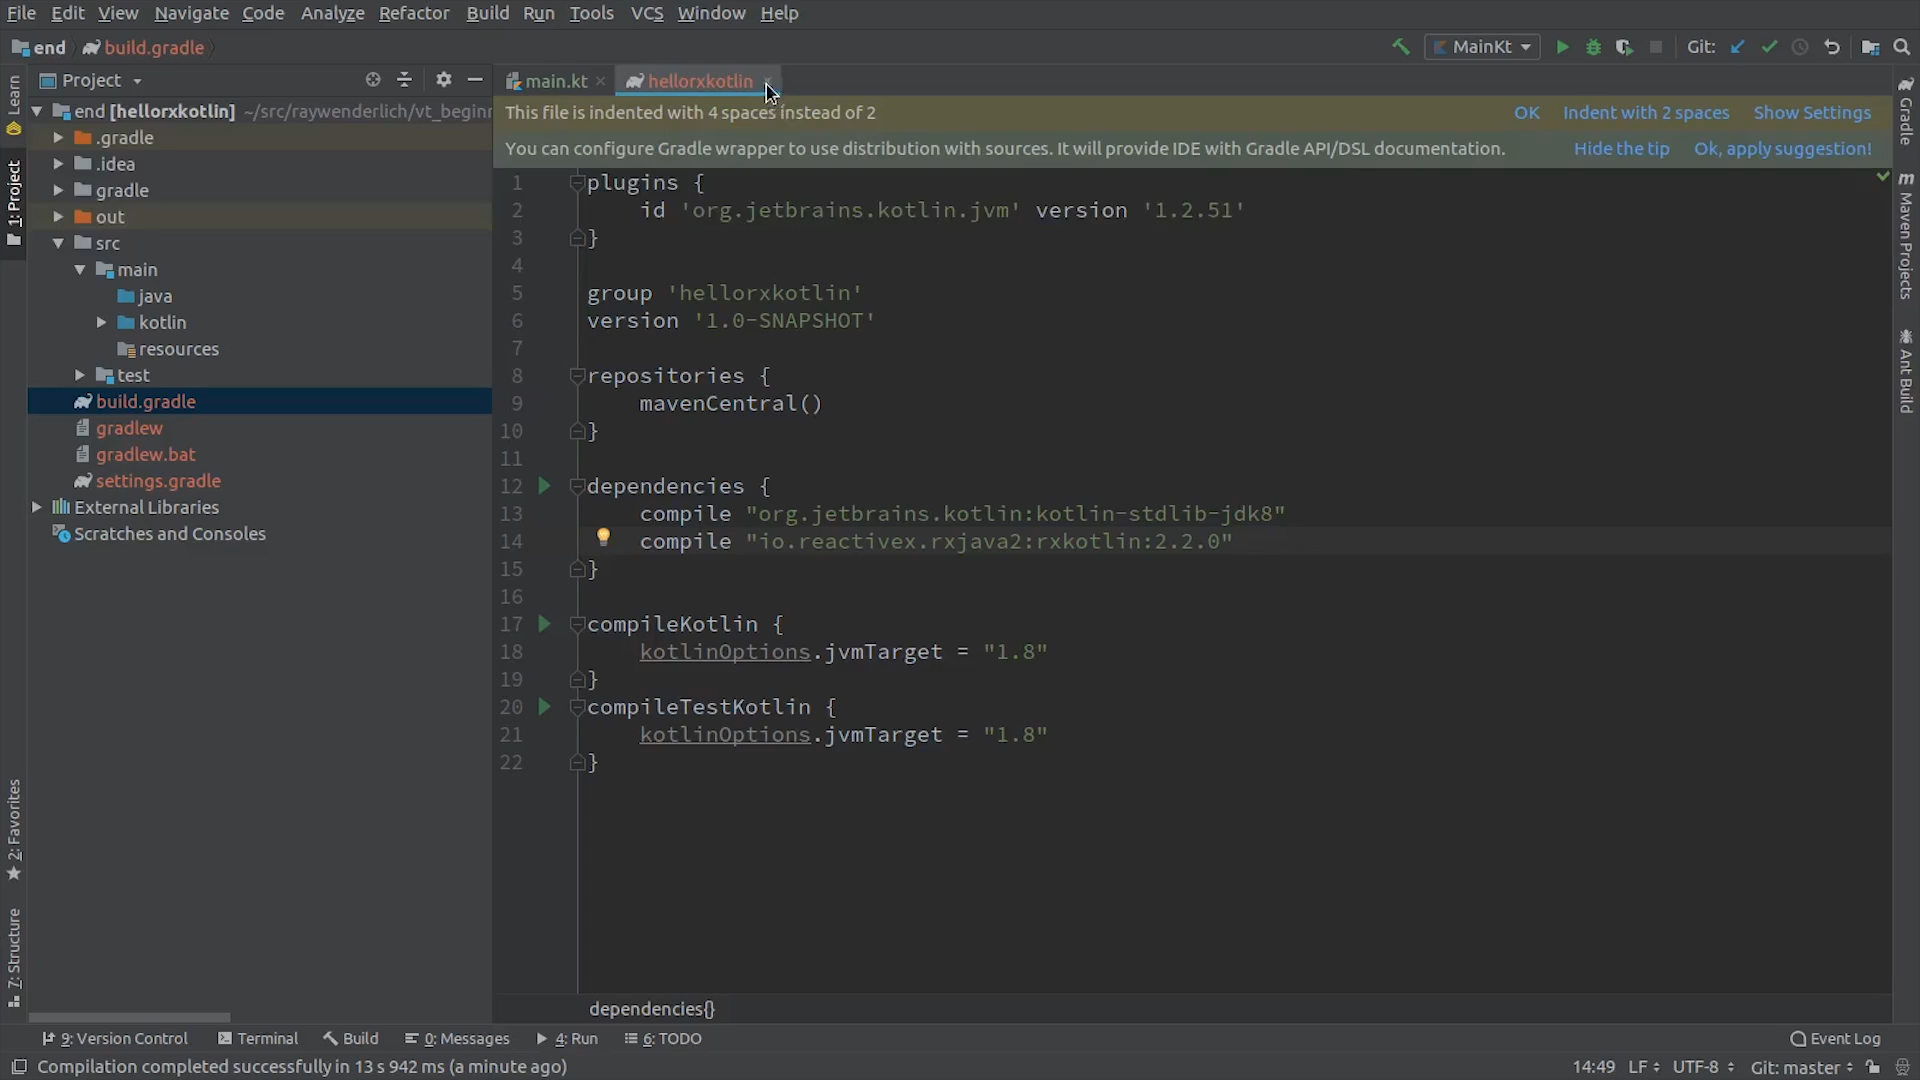 File Edit View Navigate Code Analyze Refactor Build Run Tools VCS Window Help
end build.gradle MainKt Git:
Project main.kt hellorxkotlin
This file is indented with 4 spaces instead of 2 OK Indent with 2 spaces Show Settings
You can configure Gradle wrapper to use distribution with sources. It will provide IDE with Gradle API/DSL documentation. Hide the tip Ok, apply suggestion!
Learn
1: Project
2: Favorites
7: Structure
end [hellorxkotlin] ~/src/raywenderlich/vt_beginn
.gradle
.idea
gradle
out
src
main
java
kotlin
resources
test
build.gradle
gradlew
gradlew.bat
settings.gradle
External Libraries
Scratches and Consoles
1 plugins {
2 id 'org.jetbrains.kotlin.jvm' version '1.2.51'
3 }
4
5 group 'hellorxkotlin'
6 version '1.0-SNAPSHOT'
7
8 repositories {
9 mavenCentral()
10 }
11
12 dependencies {
13 compile "org.jetbrains.kotlin:kotlin-stdlib-jdk8"
14 compile "io.reactivex.rxjava2:rxkotlin:2.2.0"
15 }
16
17 compileKotlin {
18 kotlinOptions.jvmTarget = "1.8"
19 }
20 compileTestKotlin {
21 kotlinOptions.jvmTarget = "1.8"
22 }
dependencies{}
Gradle
m Maven Projects
Ant Build
9: Version Control Terminal Build 0: Messages 4: Run 6: TODO Event Log
Compilation completed successfully in 13 s 942 ms (a minute ago) 14:49 LF UTF-8 Git: master